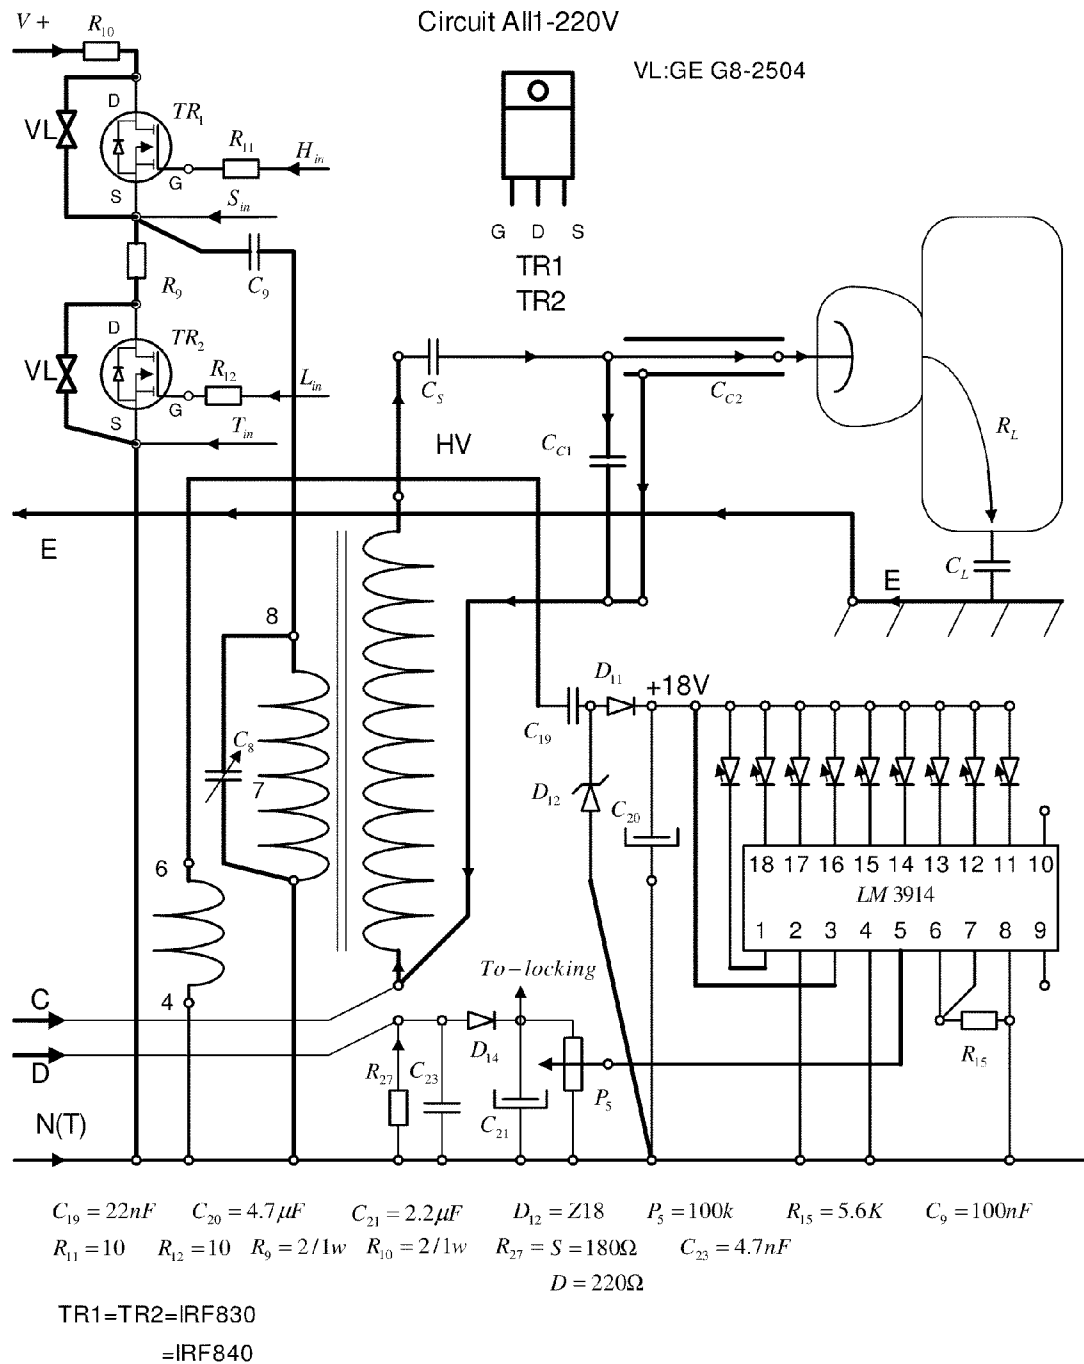 Circuit All1-220V
V +
R10
VL:GE G8-2504
D
TR1
VL
R11
Hin
G
S
Sin
G D S
TR1
TR2
R9
C9
D
TR2
VL
R12
Lin
G
S
Tin
CS
CC2
RL
HV
CC1
E
CL
E
8
D11
+18V
C8
C19
7
D12
C20
6
18 17 16 15 14 13 12 11 10
LM 3914
1 2 3 4 5 6 7 8 9
To-locking
4
C
D
D14
R27
C23
C21
P5
R15
N(T)
C19 = 22nF C20 = 4.7µF C21 = 2.2µF D12 = Z18 P5 = 100k R15 = 5.6K C9 = 100nF
R11 = 10 R12 = 10 R9 = 2/1w R10 = 2/1w R27 = S = 180Ω C23 = 4.7nF
D = 220Ω
TR1=TR2=IRF830
=IRF840